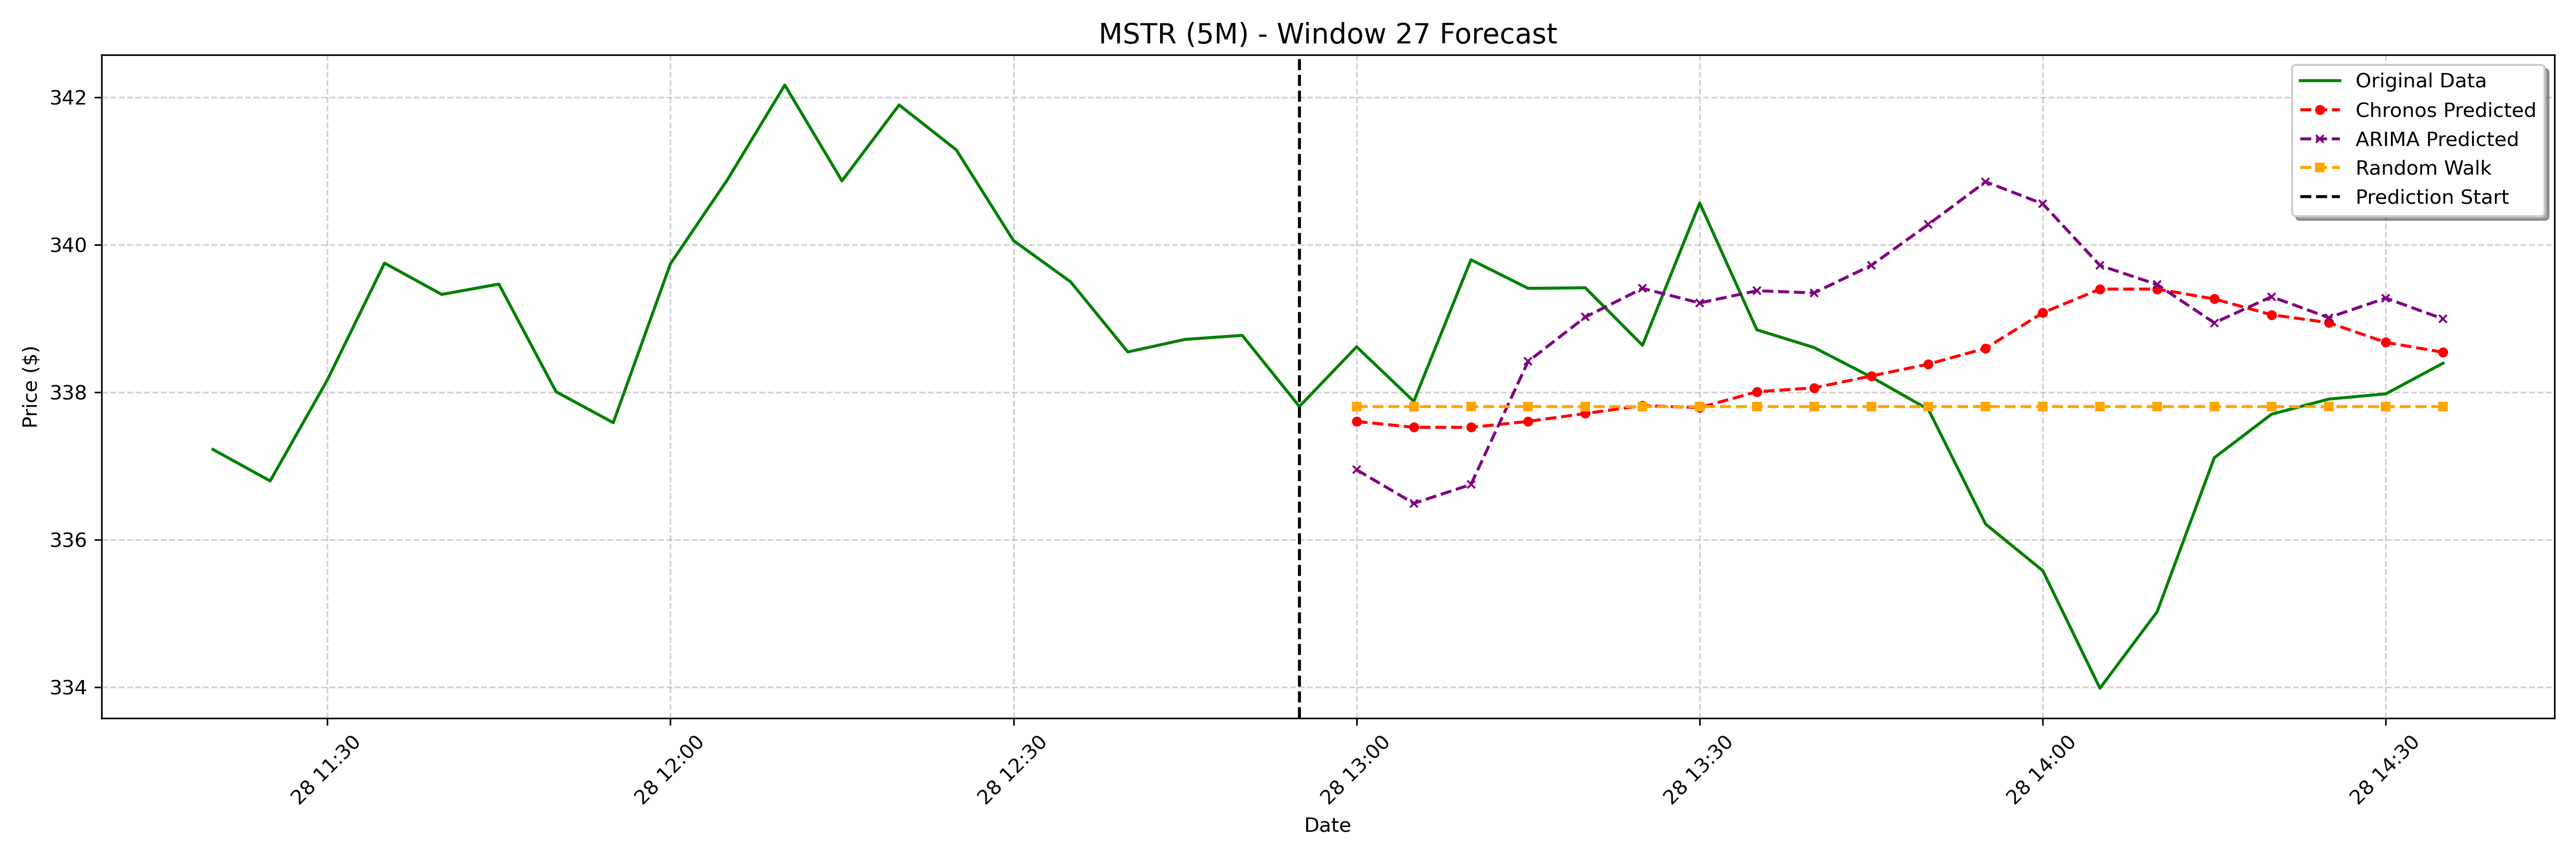 MSTR (5M) - Window 27 Forecast
Original Data
Chronos Predicted
ARIMA Predicted
Random Walk
Prediction Start
Price ($)
342
340
338
336
334
28 11:30
28 12:00
28 12:30
28 13:00
28 13:30
28 14:00
28 14:30
Date